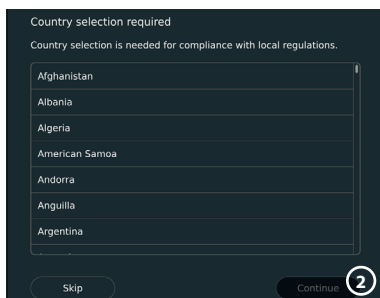 Country selection required
Country selection is needed for compliance with local regulations.
Afghanistan
Albania
Algeria
American Samoa
Andorra
Anguilla
Argentina
Skip
Continue
2